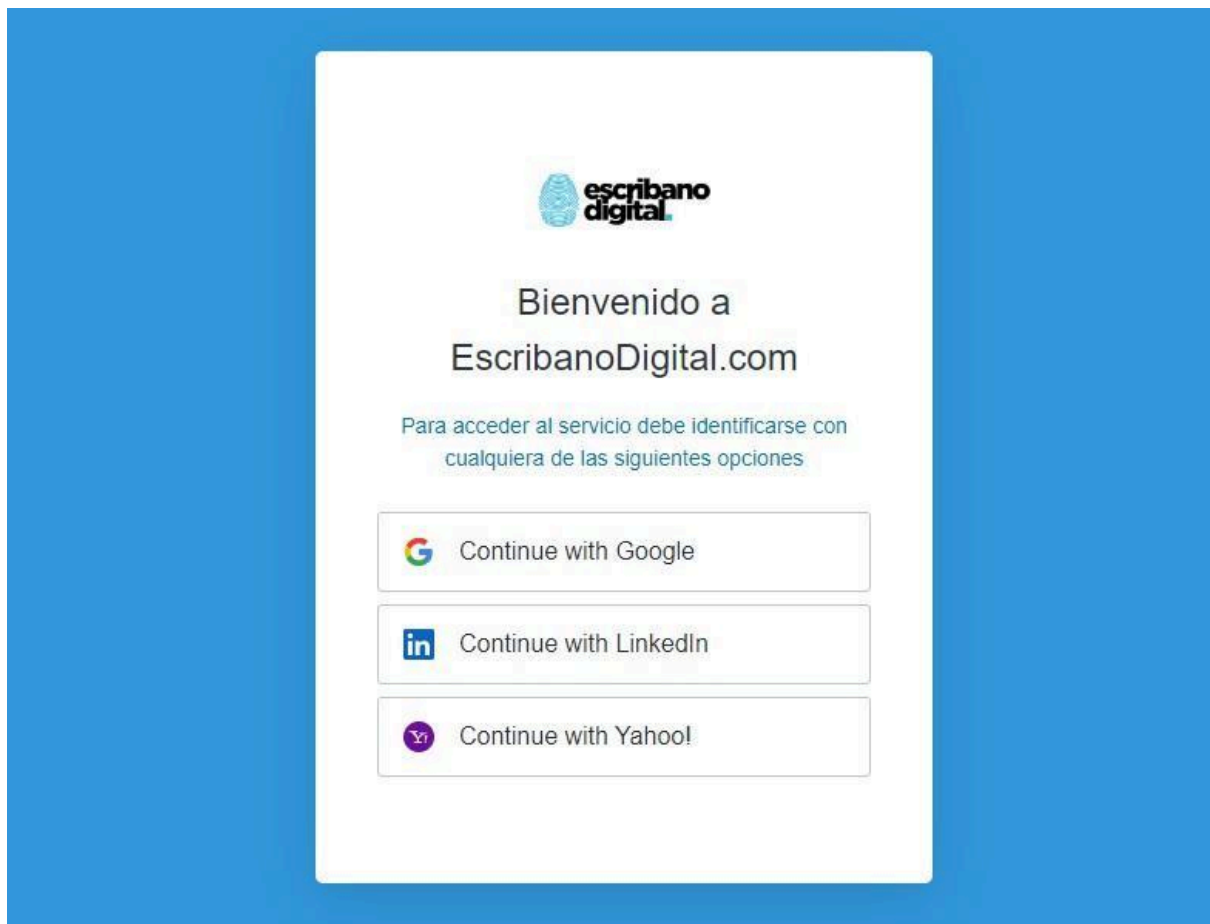 escribano
digital.
Bienvenido a
EscribanoDigital.com
Para acceder al servicio debe identificarse con
cualquiera de las siguientes opciones
Continue with Google
in Continue with LinkedIn
Y! Continue with Yahoo!